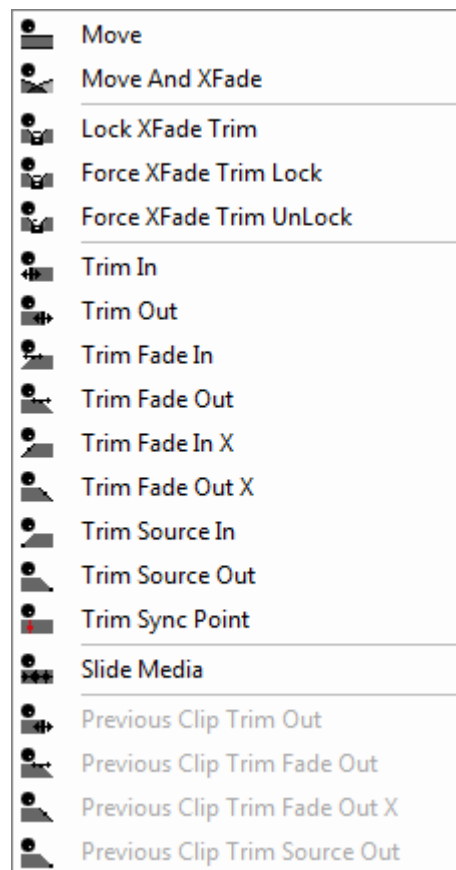 Move
Move And XFade
Lock XFade Trim
Force XFade Trim Lock
Force XFade Trim UnLock
Trim In
Trim Out
Trim Fade In
Trim Fade Out
Trim Fade In X
Trim Fade Out X
Trim Source In
Trim Source Out
Trim Sync Point
Slide Media
Previous Clip Trim Out
Previous Clip Trim Fade Out
Previous Clip Trim Fade Out X
Previous Clip Trim Source Out